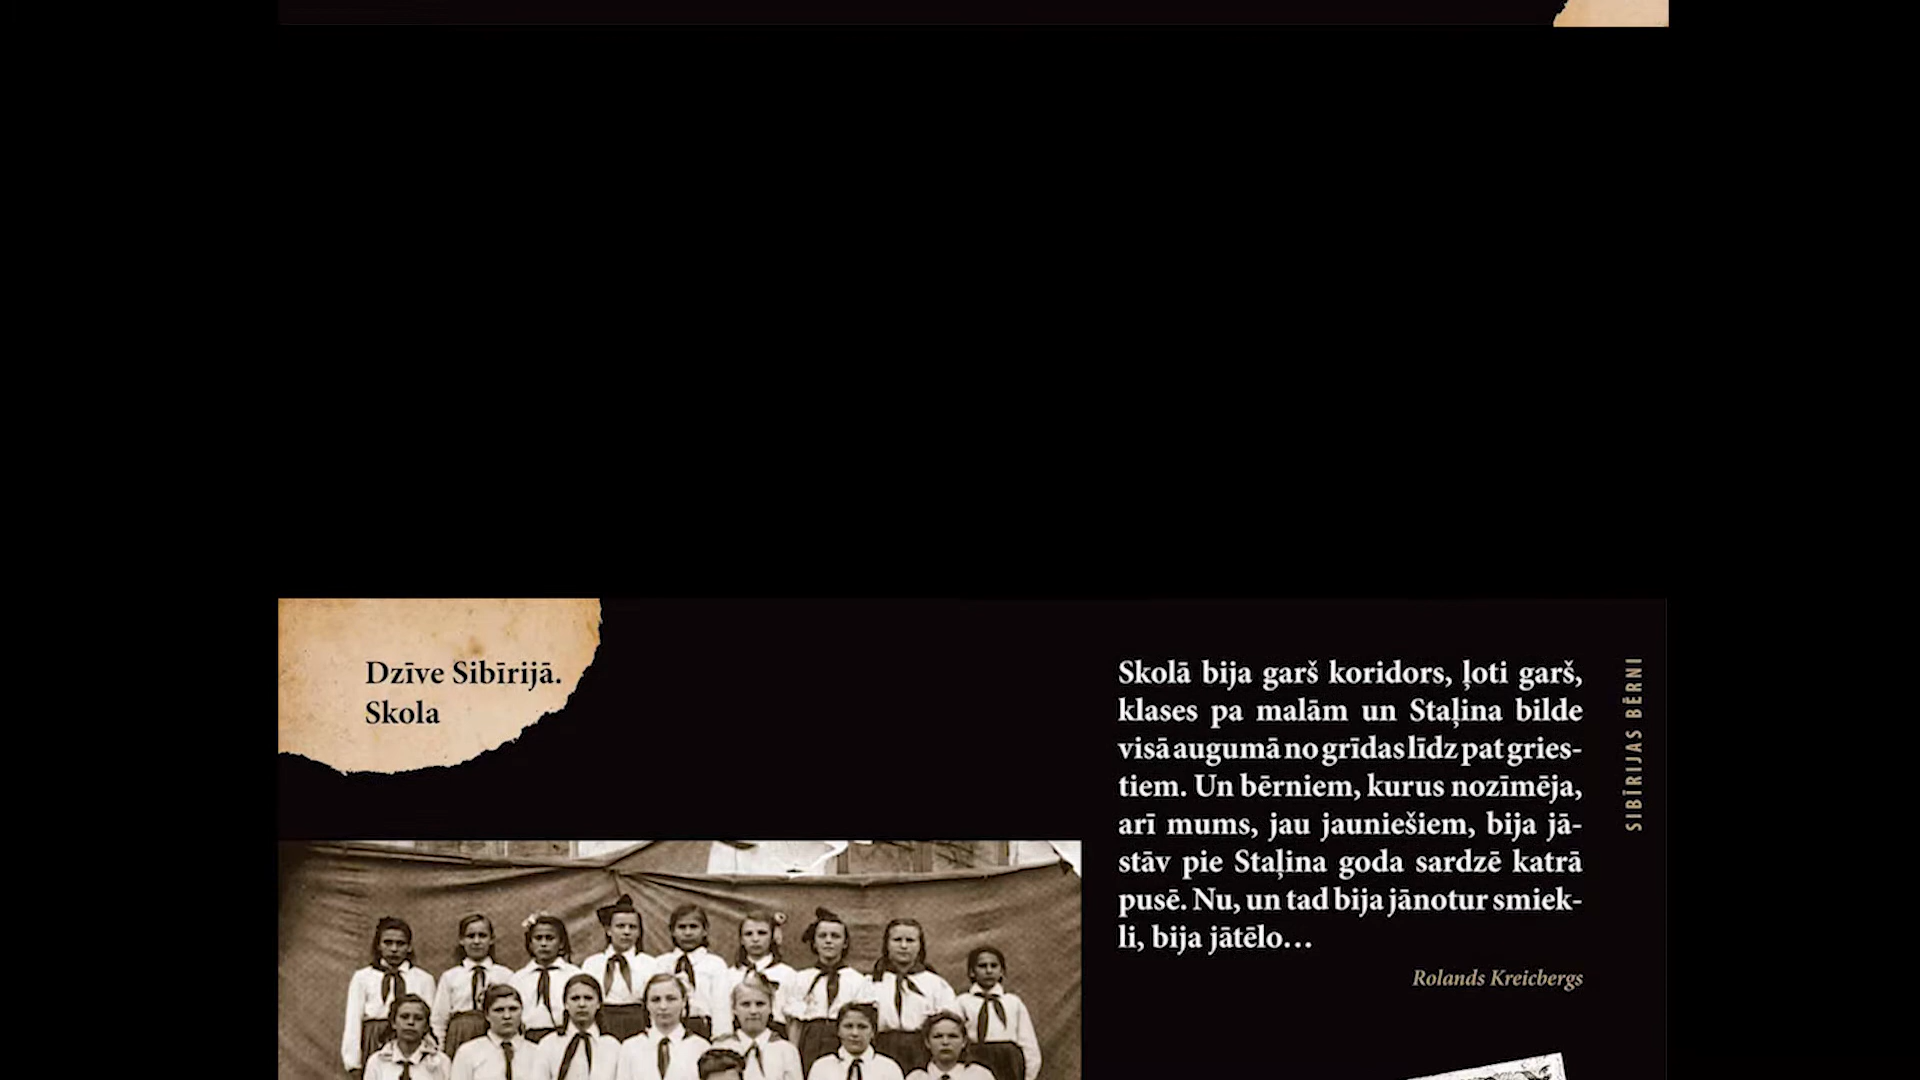 Dzīve Sibīrijā.
Skola
Skolā bija garš koridors, ļoti garš,
klases pa malām un Staļina bilde
visā augumā no grīdas līdz pat gries-
tiem. Un bērniem, kurus nozīmēja,
arī mums, jau jauniešiem, bija jā-
stāv pie Staļina goda sardzē katrā
pusē. Nu, un tad bija jānotur smiek-
li, bija jātēlo…
Rolands Kreicbergs
SIBĪRIJAS BĒRNI